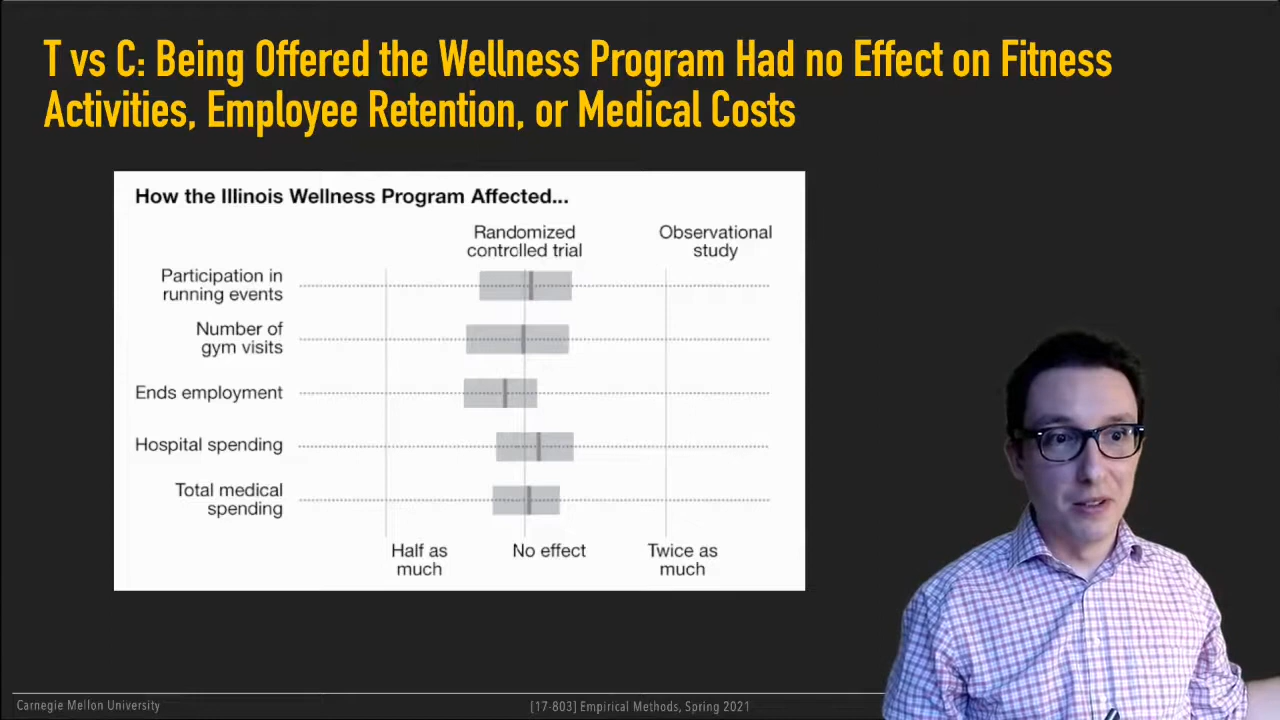 T vs C: Being Offered the Wellness Program Had no Effect on Fitness
Activities, Employee Retention, or Medical Costs
How the Illinois Wellness Program Affected...
Randomized
controlled trial
Observational
study
Participation in
running events
Number of
gym visits
Ends employment
Hospital spending
Total medical
spending
Half as
much
No effect
Twice as
much
Carnegie Mellon University
[17-803] Empirical Methods, Spring 2021